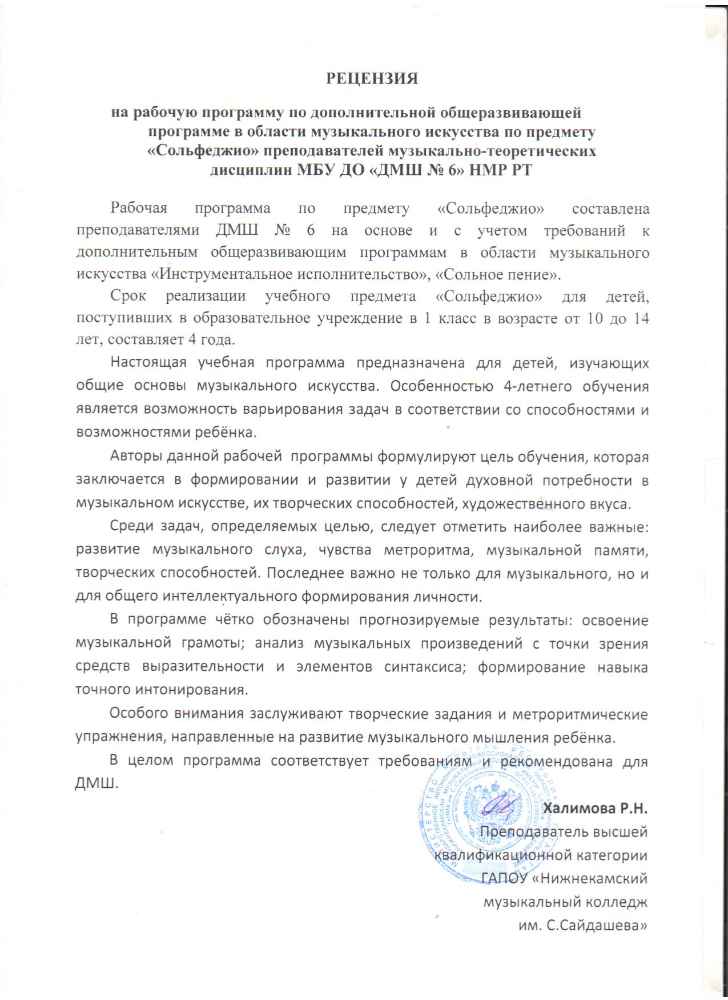 РЕЦЕНЗИЯ
на рабочую программу по дополнительной общеразвивающей
программе в области музыкального искусства по предмету
«Сольфеджио» преподавателей музыкально-теоретических
дисциплин МБУ ДО «ДМШ № 6» НМР РТ
Рабочая программа по предмету «Сольфеджио» составлена
преподавателями ДМШ № 6 на основе и с учетом требований к
дополнительным общеразвивающим программам в области музыкального
искусства «Инструментальное исполнительство», «Сольное пение».
Срок реализации учебного предмета «Сольфеджио» для детей,
поступивших в образовательное учреждение в 1 класс в возрасте от 10 до 14
лет, составляет 4 года.
Настоящая учебная программа предназначена для детей, изучающих
общие основы музыкального искусства. Особенностью 4-летнего обучения
является возможность варьирования задач в соответствии со способностями и
возможностями ребёнка.
Авторы данной рабочей программы формулируют цель обучения, которая
заключается в формировании и развитии у детей духовной потребности в
музыкальном искусстве, их творческих способностей, художественного вкуса.
Среди задач, определяемых целью, следует отметить наиболее важные:
развитие музыкального слуха, чувства метроритма, музыкальной памяти,
творческих способностей. Последнее важно не только для музыкального, но и
для общего интеллектуального формирования личности.
В программе чётко обозначены прогнозируемые результаты: освоение
музыкальной грамоты; анализ музыкальных произведений с точки зрения
средств выразительности и элементов синтаксиса; формирование навыка
точного интонирования.
Особого внимания заслуживают творческие задания и метроритмические
упражнения, направленные на развитие музыкального мышления ребёнка.
В целом программа соответствует требованиям и рекомендована для
ДМШ.
Халимова Р.Н.
Преподаватель высшей
квалификационной категории
ГАПОУ «Нижнекамский
музыкальный колледж
им. С.Сайдашева»
МИНИСТЕРСТВО КУЛЬТУРЫ РЕСПУБЛИКИ ТАТАРСТАН